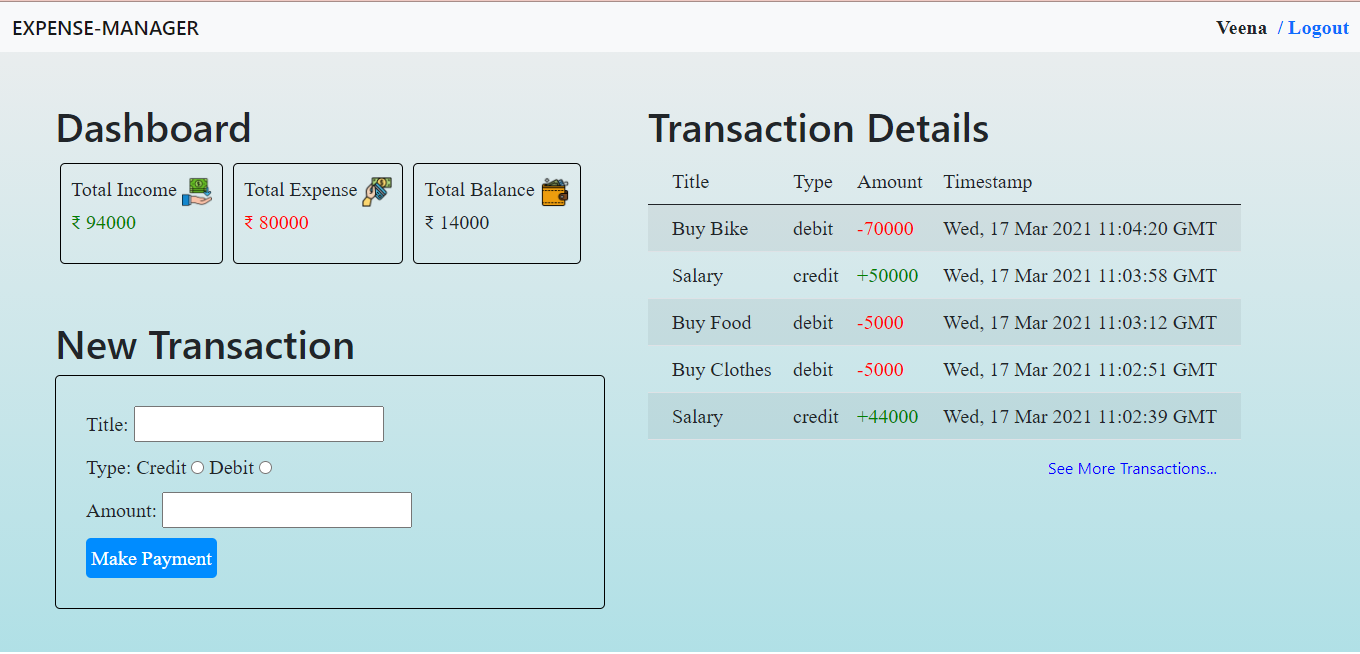 EXPENSE-MANAGER
Veena / Logout
Dashboard
Total Income
₹ 94000
Total Expense
₹ 80000
Total Balance
₹ 14000
New Transaction
Title:
Type: Credit Debit
Amount:
Make Payment
Transaction Details
Title Type Amount Timestamp
Buy Bike debit -70000 Wed, 17 Mar 2021 11:04:20 GMT
Salary credit +50000 Wed, 17 Mar 2021 11:03:58 GMT
Buy Food debit -5000 Wed, 17 Mar 2021 11:03:12 GMT
Buy Clothes debit -5000 Wed, 17 Mar 2021 11:02:51 GMT
Salary credit +44000 Wed, 17 Mar 2021 11:02:39 GMT
See More Transactions...